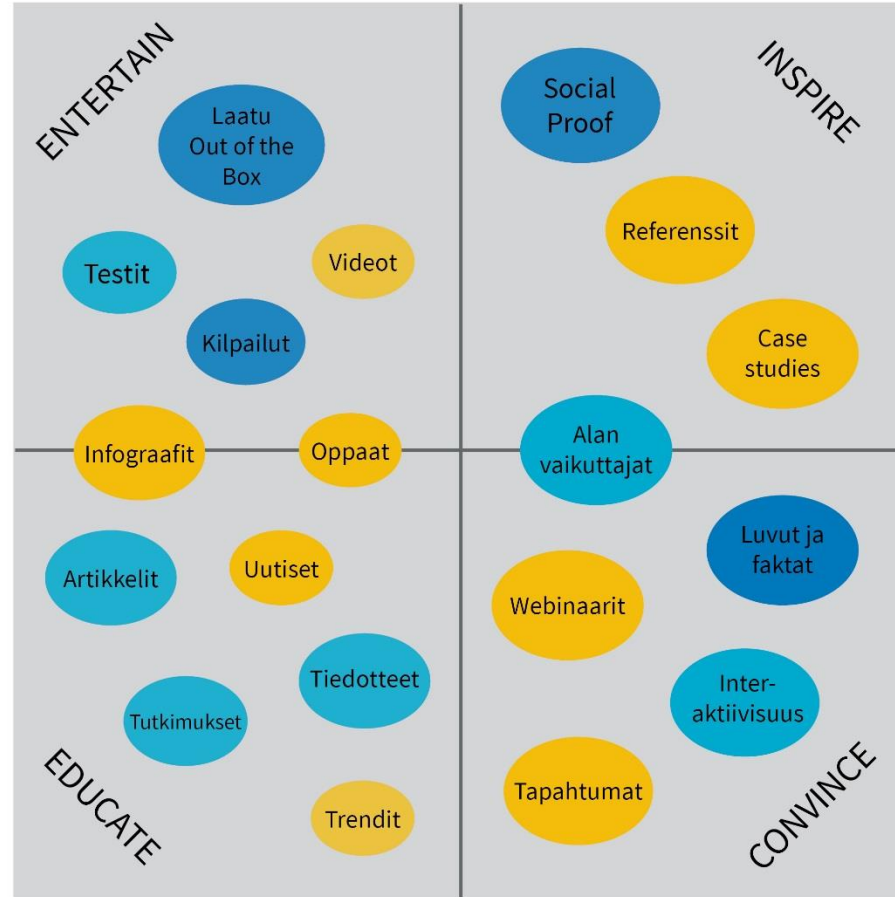 ENTERTAIN
Laatu
Out of the
Box
Testit
Videot
Kilpailut
INSPIRE
Social
Proof
Referenssit
Case
studies
Infograafit
Oppaat
Alan
vaikuttajat
Artikkelit
Uutiset
Tiedotteet
Tutkimukset
Trendit
EDUCATE
Luvut ja
faktat
Webinaarit
Inter-
aktiivisuus
Tapahtumat
CONVINCE